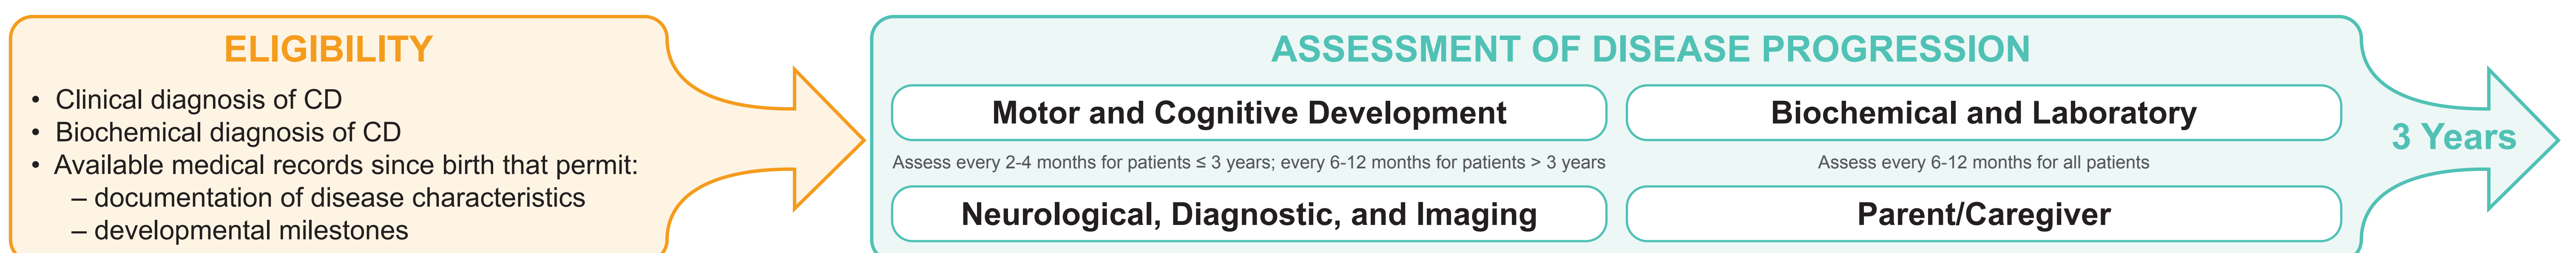 ELIGIBILITY
• Clinical diagnosis of CD
• Biochemical diagnosis of CD
• Available medical records since birth that permit:
– documentation of disease characteristics
– developmental milestones
ASSESSMENT OF DISEASE PROGRESSION
Motor and Cognitive Development
Assess every 2-4 months for patients ≤ 3 years; every 6-12 months for patients > 3 years
Neurological, Diagnostic, and Imaging
Biochemical and Laboratory
Assess every 6-12 months for all patients
Parent/Caregiver
3 Years